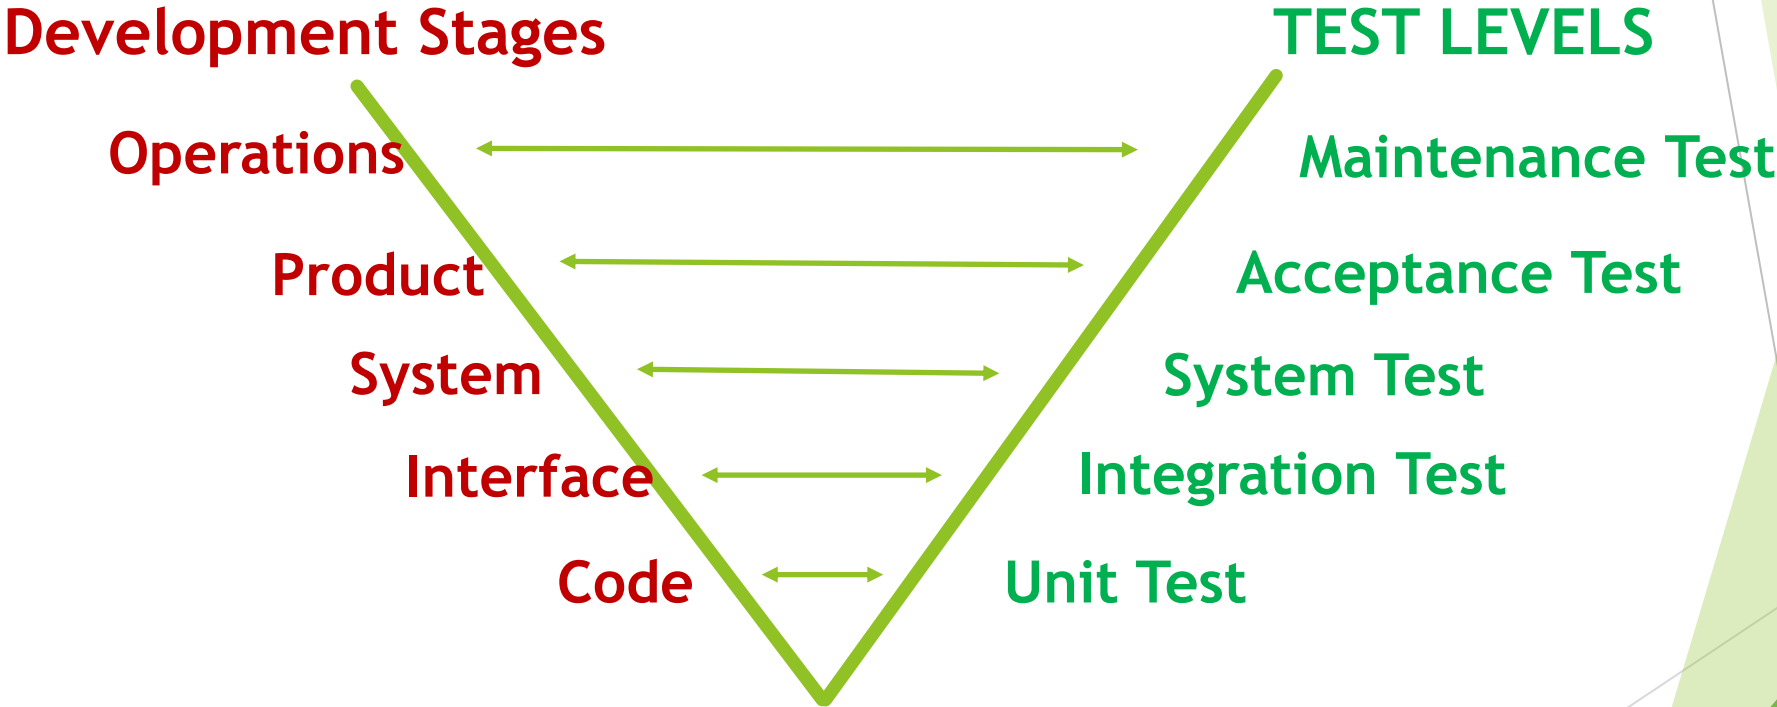 Development Stages
TEST LEVELS
Operations
Maintenance Test
Product
Acceptance Test
System
System Test
Interface
Integration Test
Code
Unit Test